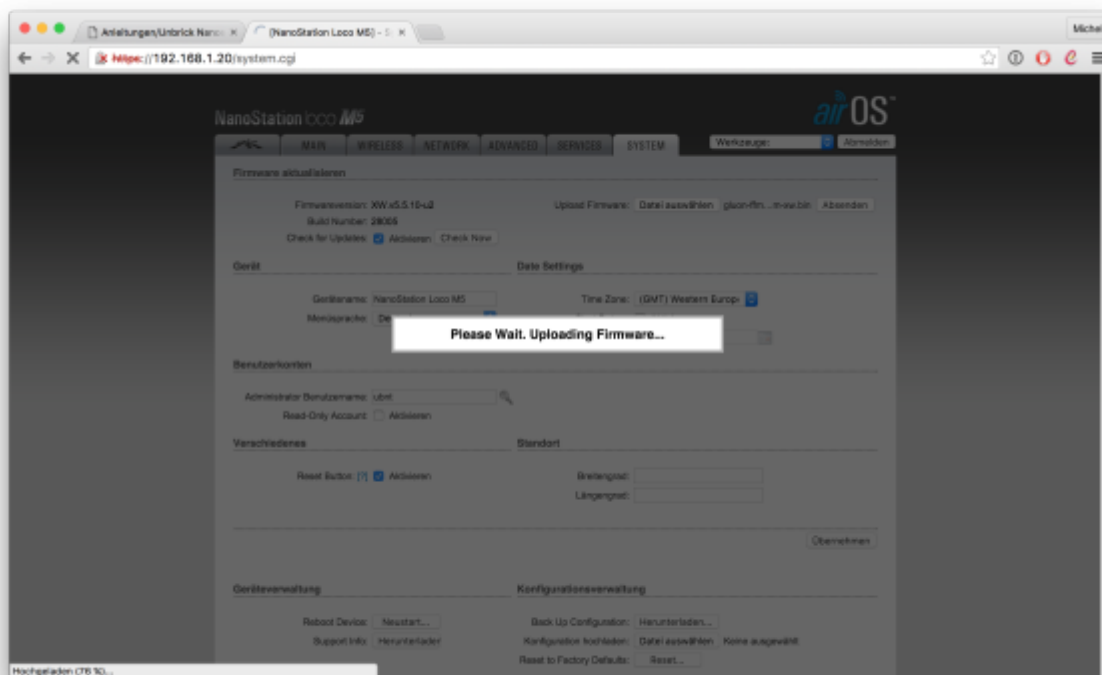 Anleitungen/Unbrick Nano
[NanoStation Loco M5] - S
Michel
https://192.168.1.20/system.cgi
NanoStation loco M5
airOS™
MAIN WIRELESS NETWORK ADVANCED SERVICES SYSTEM
Werkzeuge: Abmelden
Firmware aktualisieren
Firmwareversion: XW.v5.5.10-u2
Upload Firmware: Datei auswählen Absenden
Build Number: 28005
Check for Updates: Aktivieren Check Now
Gerät
Date Settings
Gerätename: NanoStation Loco M5
Time Zone: (GMT) Western Europe
Menüsprache:
Please Wait. Uploading Firmware...
Benutzerkonten
Administrator Benutzername: ubnt
Read-Only Account: Aktivieren
Verschiedenes
Standort
Reset Button: [?] Aktivieren
Breitengrad:
Längengrad:
Übernehmen
Geräteverwaltung
Konfigurationsverwaltung
Reboot Device: Neustart...
Back Up Configuration: Herunterladen...
Support Info: Herunterladen
Konfiguration hochladen: Datei auswählen Keine ausgewählt
Reset to Factory Defaults: Reset...
Hochgeladen (76 %)...